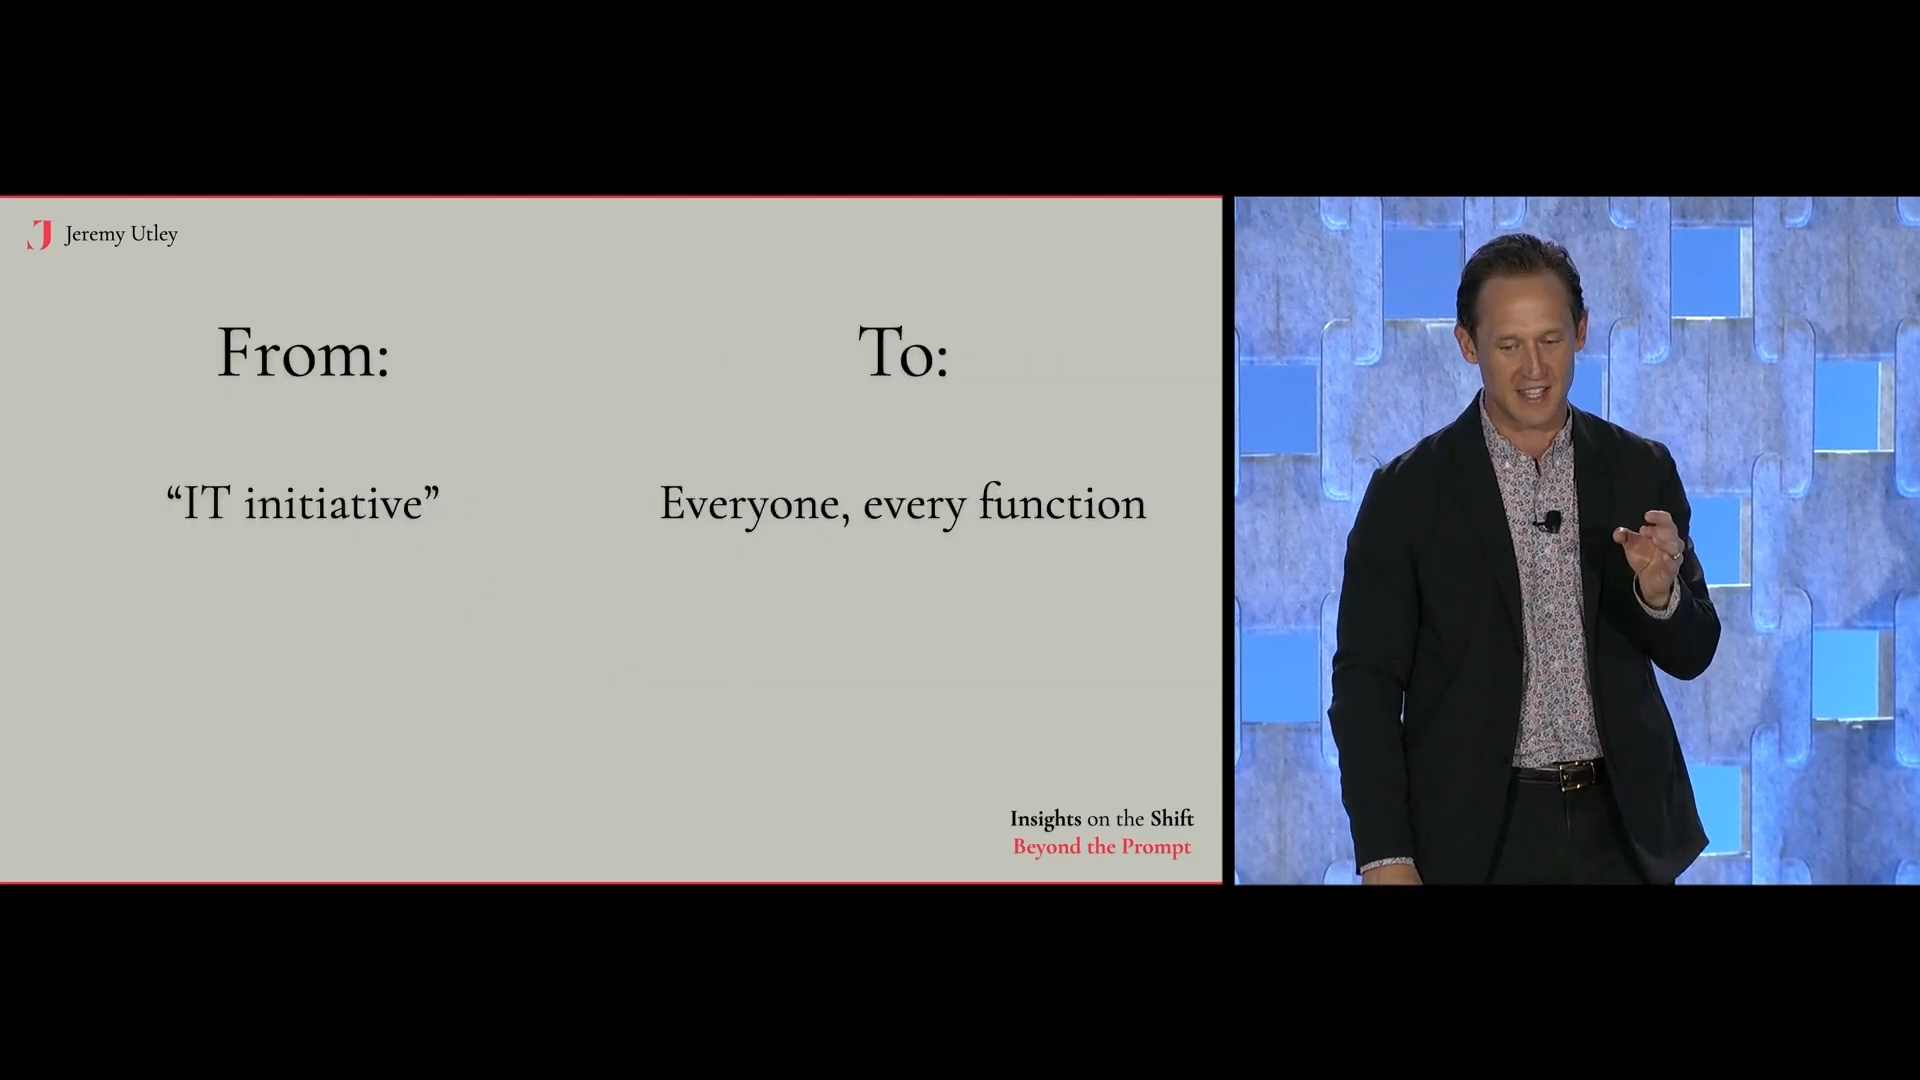 Jeremy Utley
From:
To:
“IT initiative”
Everyone, every function
Insights on the Shift
Beyond the Prompt